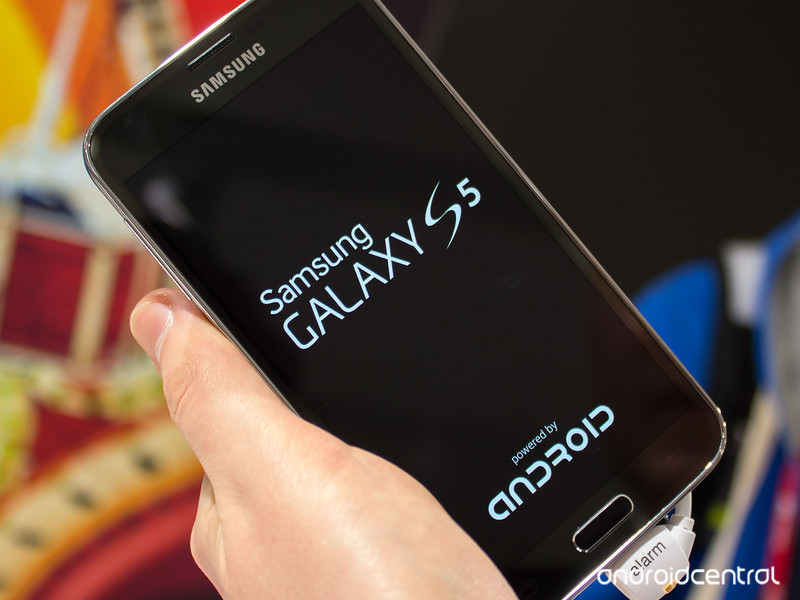 SAMSUNG
Samsung
GALAXY S5
powered by
ANDROID
alarm
androidcentral